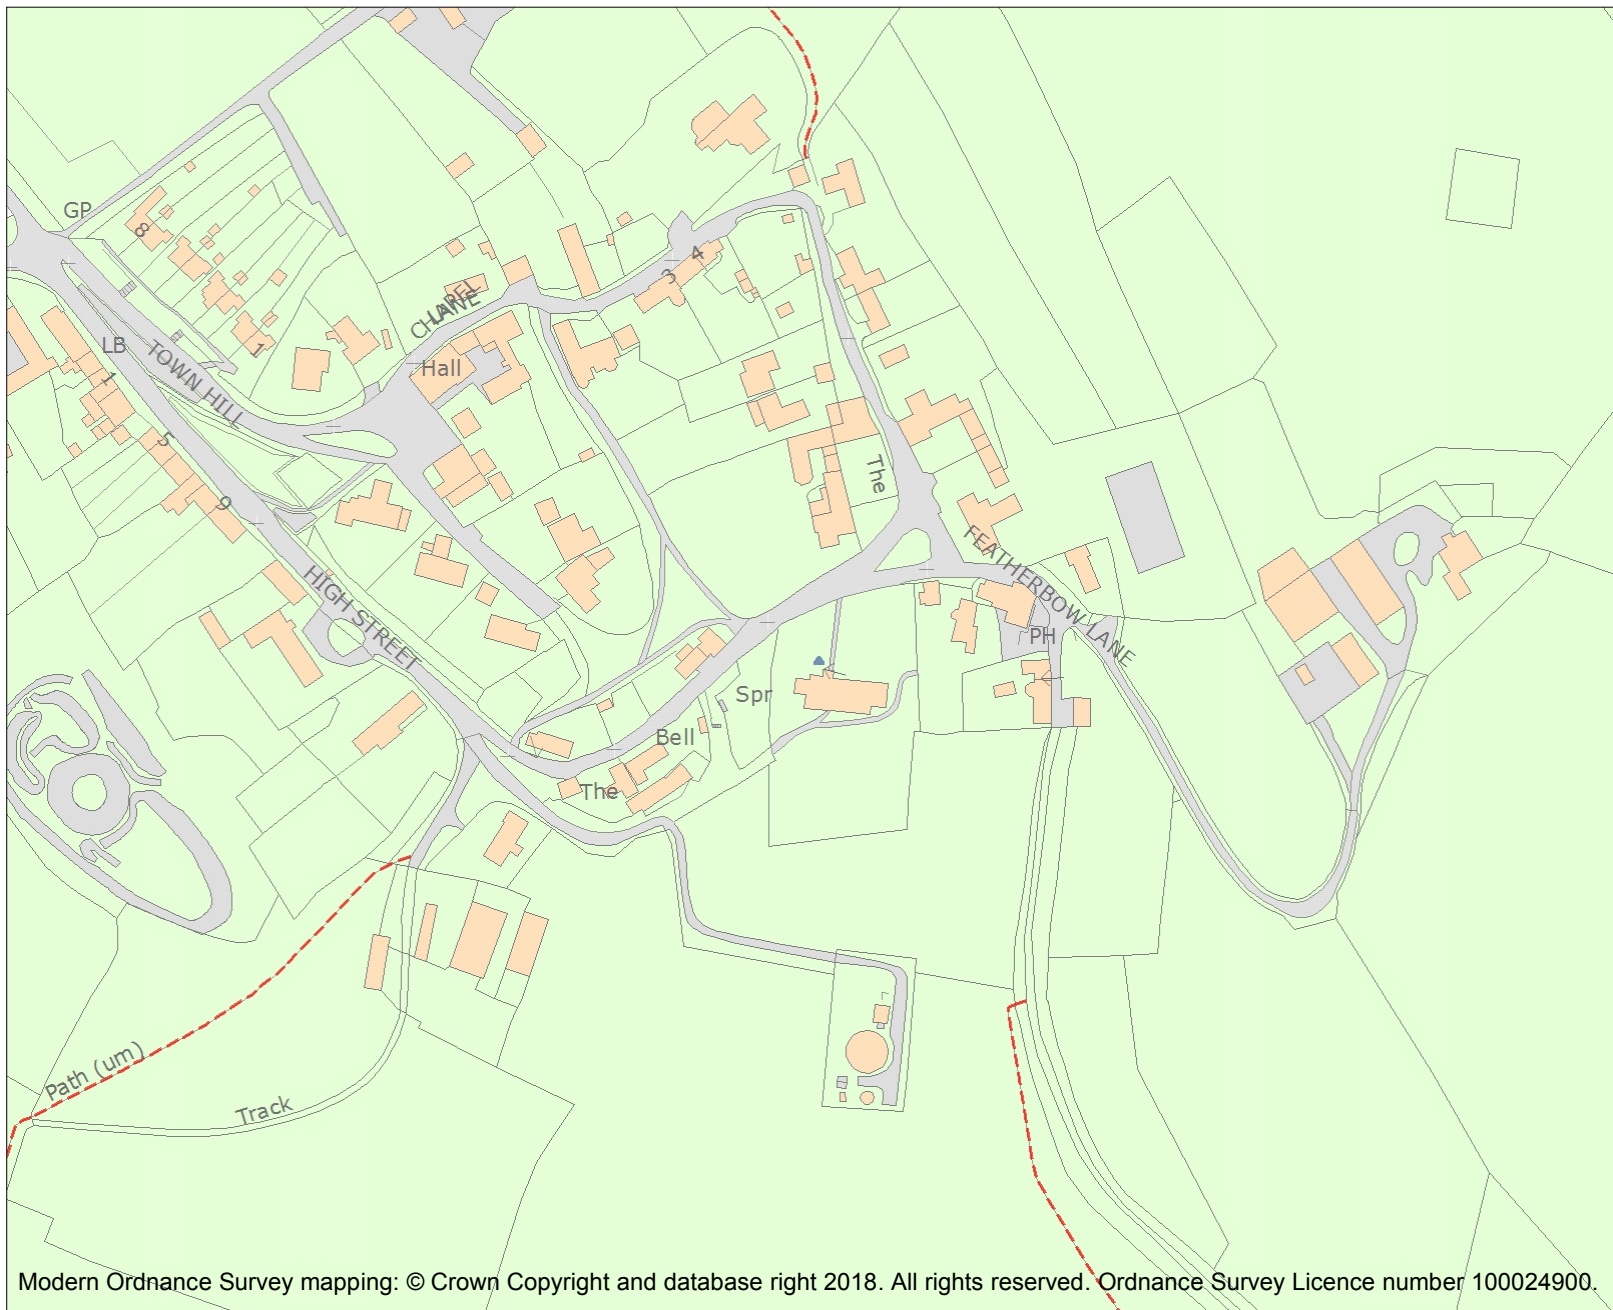 GP
8
4
3
CHAPEL
LANE
LB
TOWN HILL
1
1
Hall
5
The
9
FEATHERBOW LANE
HIGH STREET
PH
Spr
Bell
The
Path (um)
Track
Modern Ordnance Survey mapping: © Crown Copyright and database right 2018. All rights reserved. Ordnance Survey Licence number 100024900.